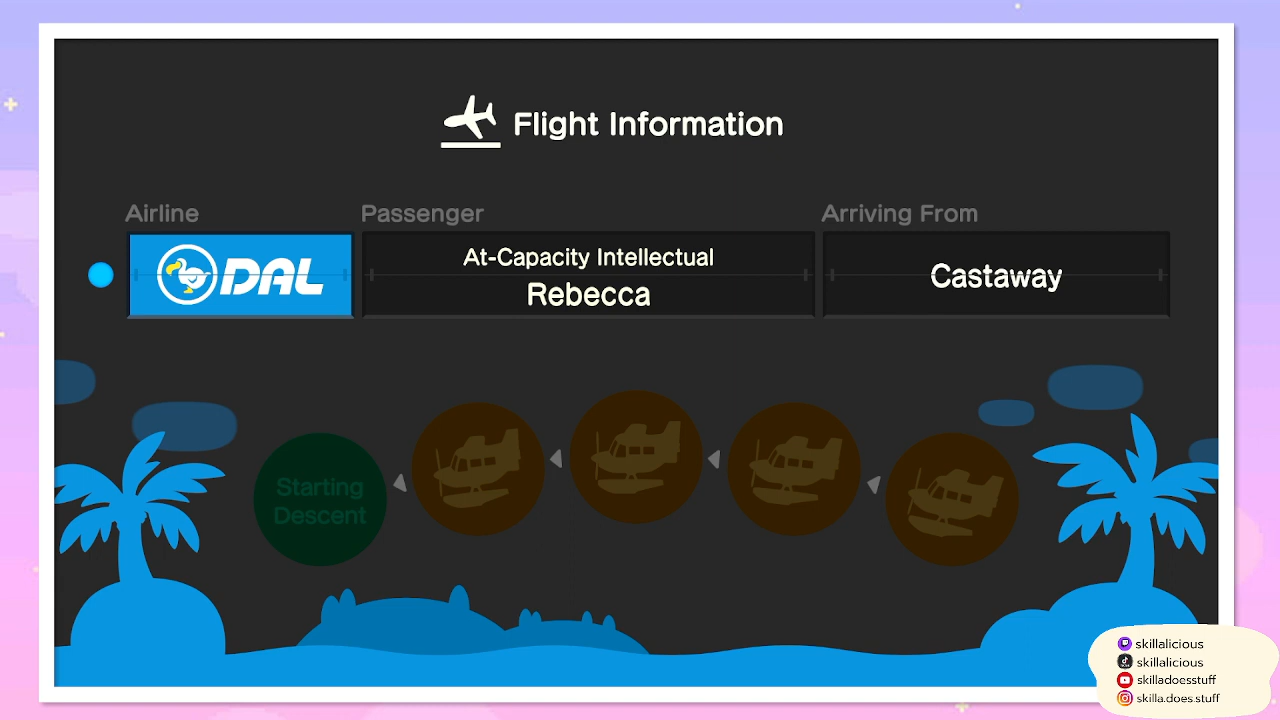 Flight Information
Airline
Passenger
Arriving From
DAL
At-Capacity Intellectual
Rebecca
Castaway
Starting
Descent
skillalicious
skillalicious
skilladoesstuff
skilla.does.stuff